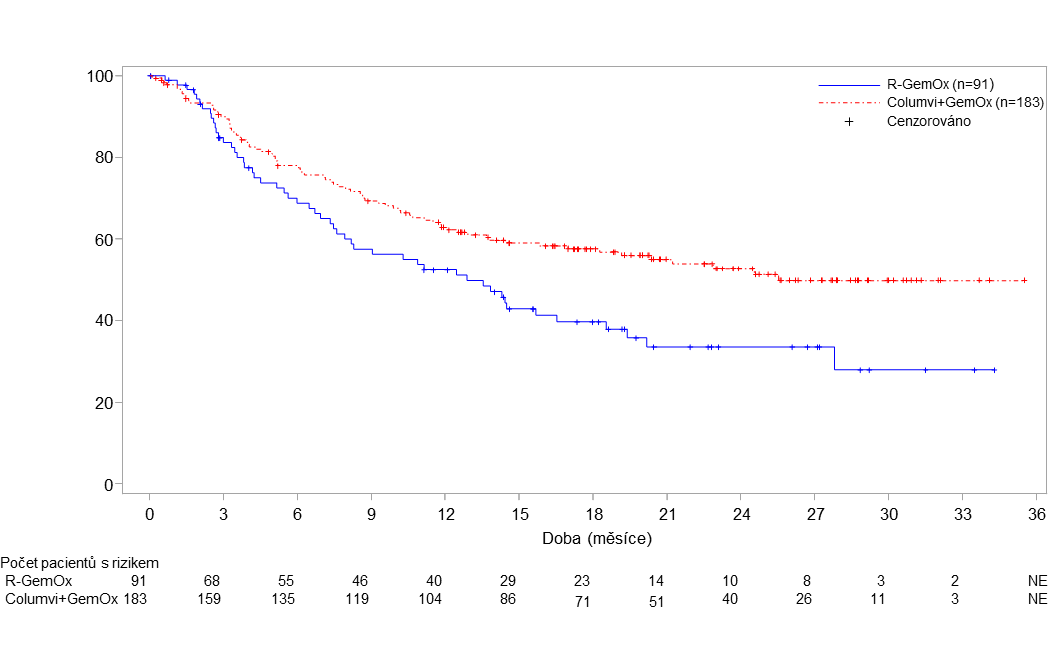 100
80
60
40
20
0
R-GemOx (n=91)
Columvi+GemOx (n=183)
+ Cenzorováno
0 3 6 9 12 15 18 21 24 27 30 33 36
Doba (měsíce)
Počet pacientů s rizikem
R-GemOx 91 68 55 46 40 29 23 14 10 8 3 2 NE
Columvi+GemOx 183 159 135 119 104 86 71 51 40 26 11 3 NE